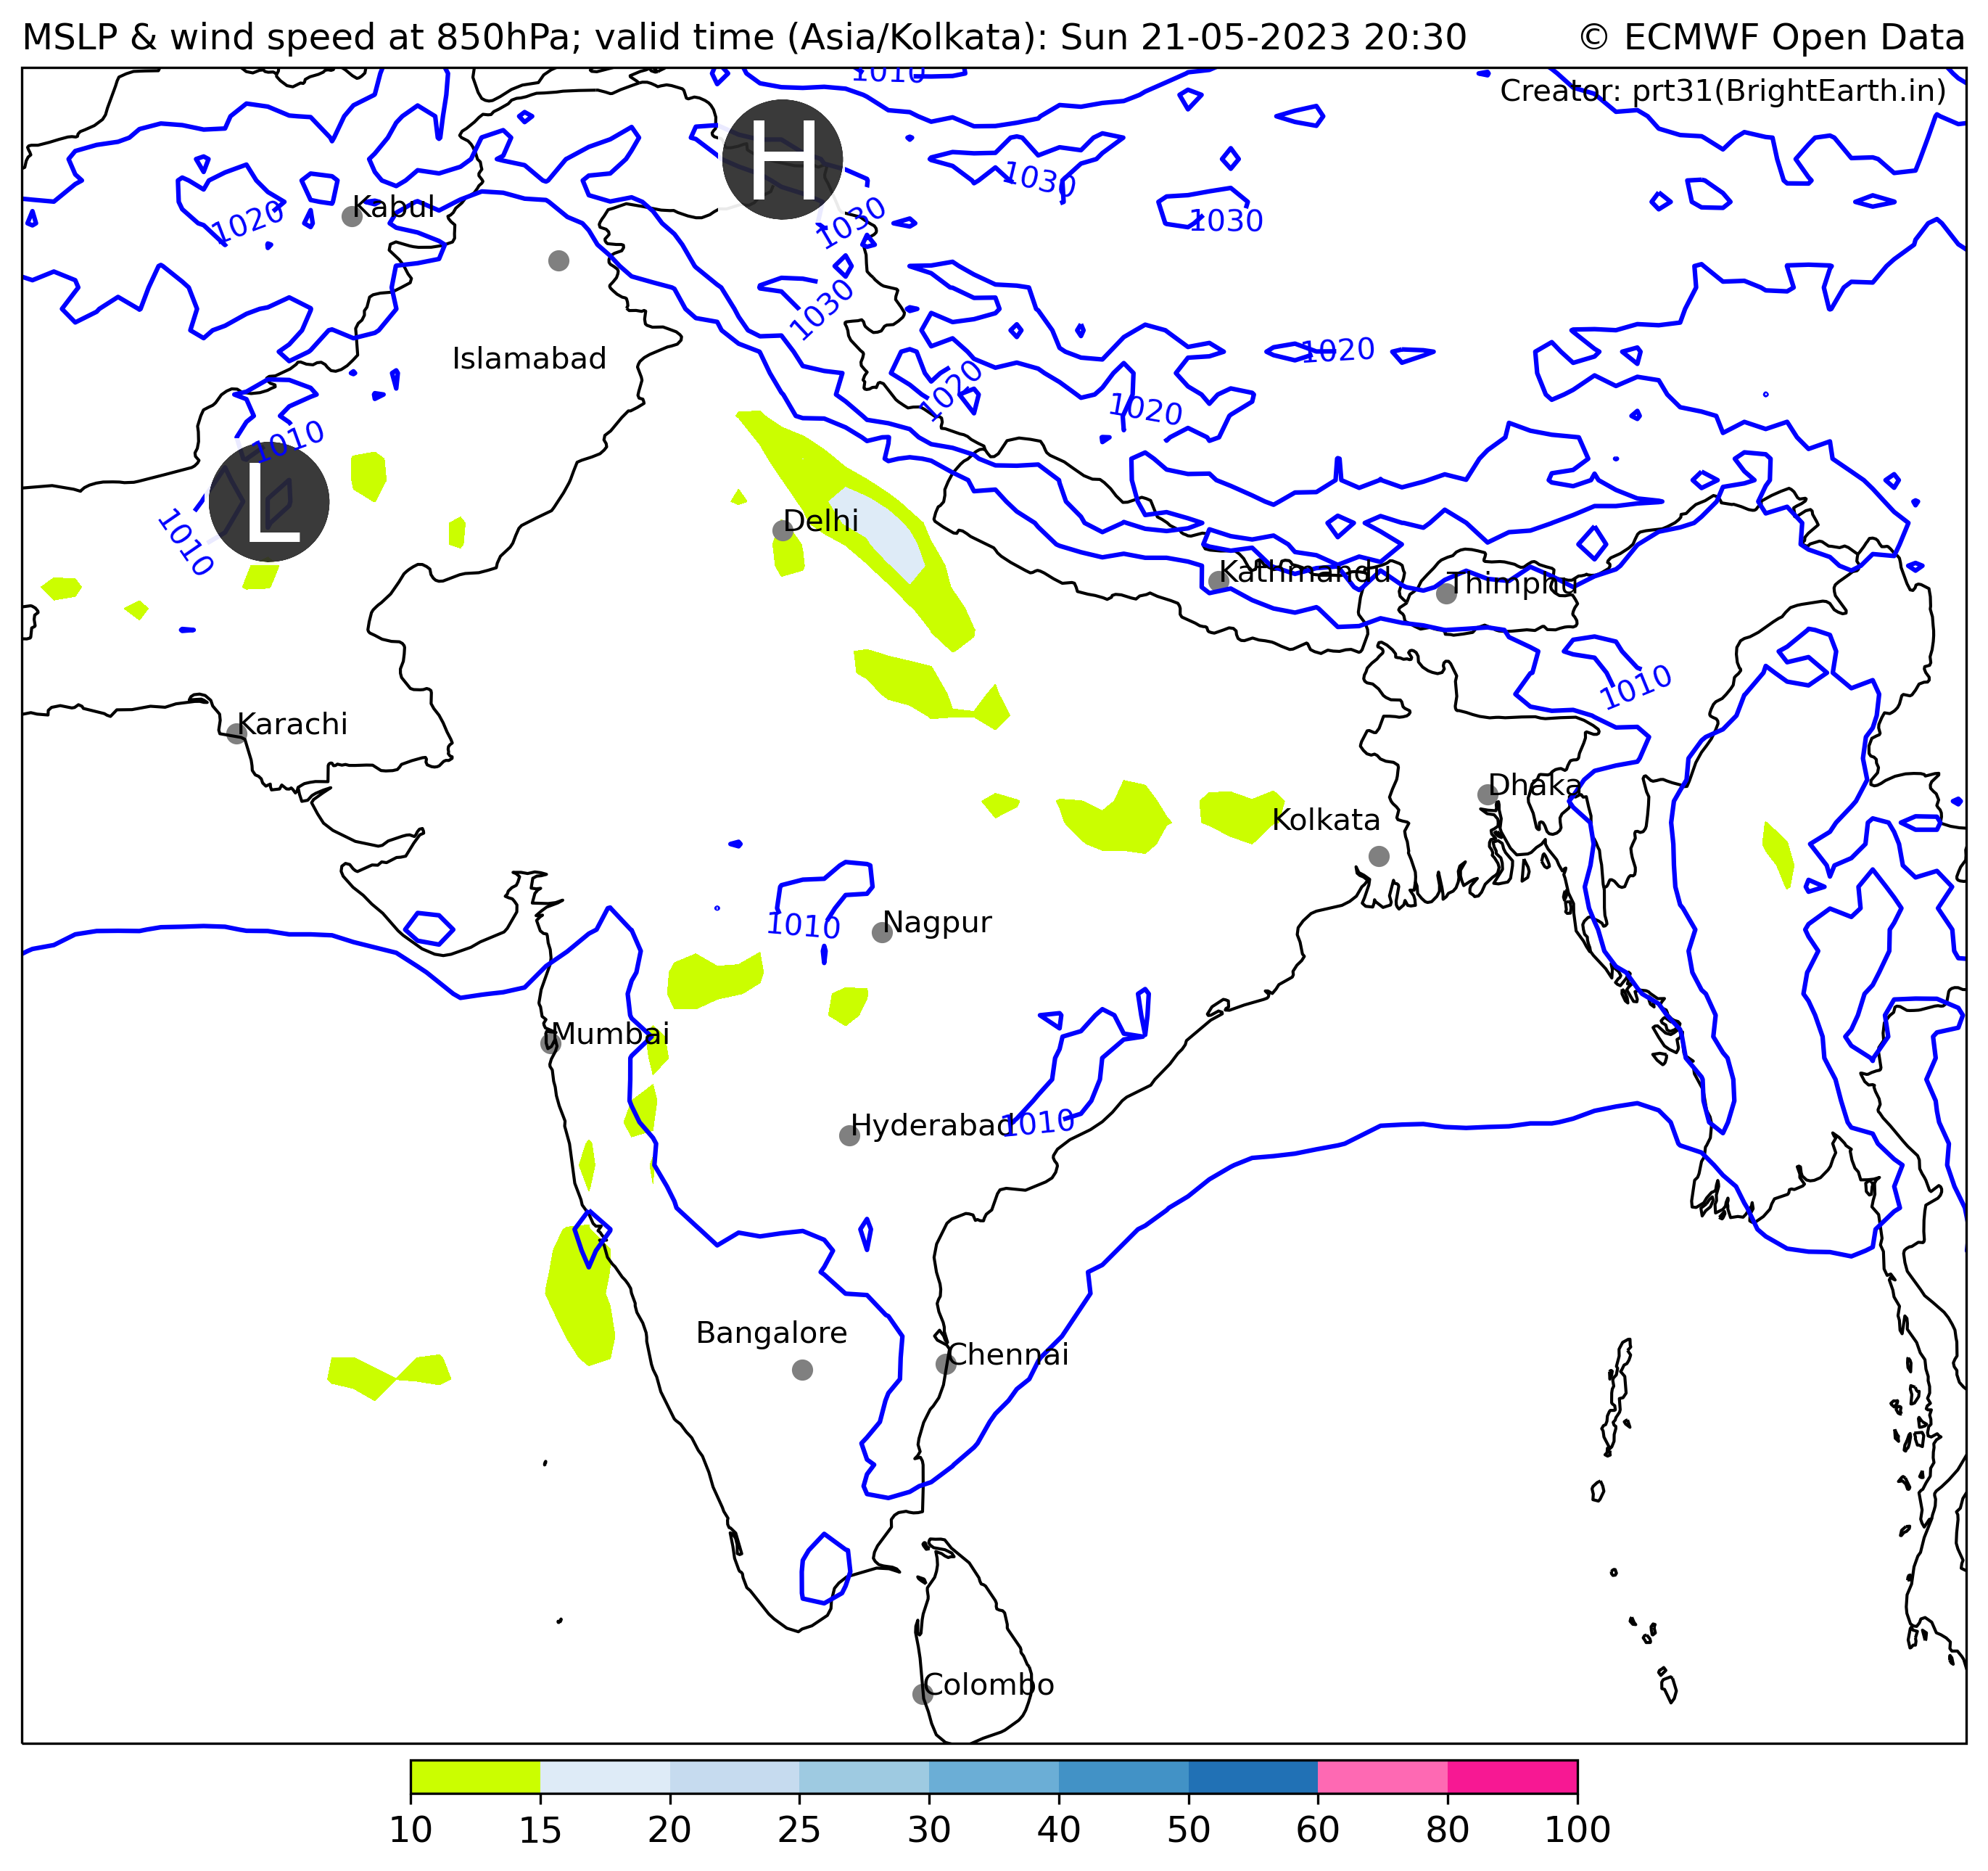 MSLP & wind speed at 850hPa; valid time (Asia/Kolkata): Sun 21-05-2023 20:30
© ECMWF Open Data
1010
Creator: prt31(BrightEarth.in)
H
1030
1030
1020
Kabul
1030
1030
1020
Islamabad
1020
1020
1010
L
1010
Delhi
Kathmandu
Thimphu
1010
Karachi
Dhaka
Kolkata
1010
Nagpur
Mumbai
Hyderabad
1010
Bangalore
Chennai
Colombo
10 15 20 25 30 40 50 60 80 100